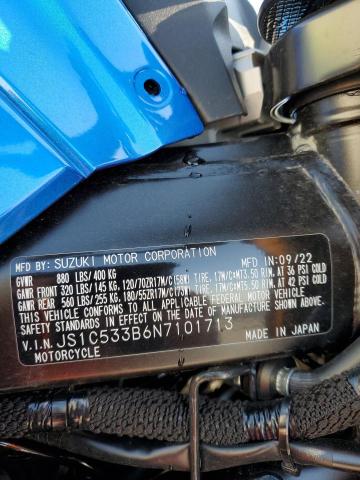 MFD BY: SUZUKI MOTOR CORPORATION MFD IN: 09/22
GVWR 880 LBS/400 KG
GAWR FRONT 320 LBS/ 145 KG, 120/70ZR17M/C(58W) TIRE, 17M/C×MT3.50 RIM, AT 36 PSI COLD
GAWR REAR 560 LBS/ 255 KG, 180/55ZR17M/C(73W) TIRE, 17M/C×MT5.50 RIM, AT 42 PSI COLD
THIS VEHICLE CONFORMS TO ALL APPLICABLE FEDERAL MOTOR VEHICLE
SAFETY STANDARDS IN EFFECT ON THE DATE OF MANUFACTURE SHOWN ABOVE.
V.I.N. JS1C533B6N7101713 MADE IN JAPAN
MOTORCYCLE